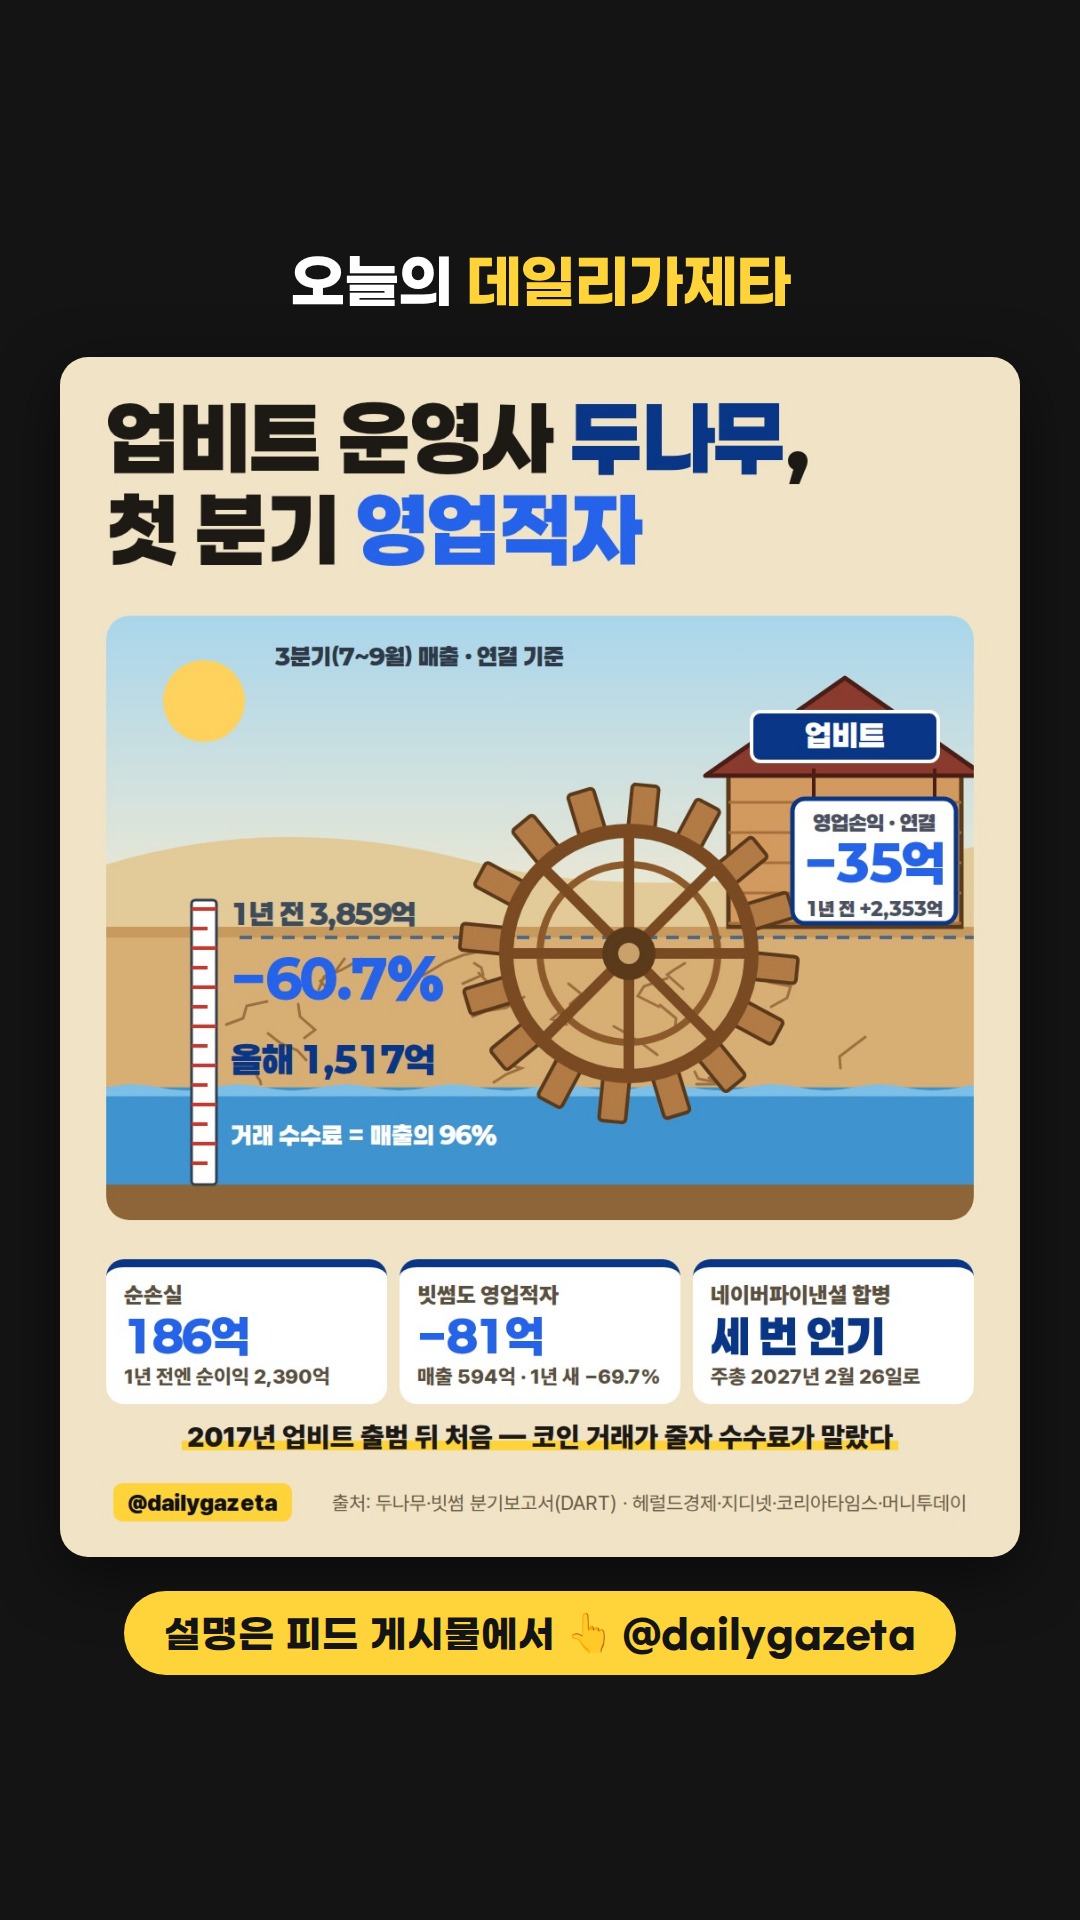 오늘의 데일리가제타
업비트 운영사 두나무,
첫 분기 영업적자
3분기(7~9월) 매출 · 연결 기준
업비트
영업손익 · 연결
−35억
1년 전 +2,353억
1년 전 3,859억
−60.7%
올해 1,517억
거래 수수료 = 매출의 96%
순손실
186억
1년 전엔 순이익 2,390억
빗썸도 영업적자
−81억
매출 594억 · 1년 새 −69.7%
네이버파이낸셜 합병
세 번 연기
주총 2027년 2월 26일로
2017년 업비트 출범 뒤 처음 — 코인 거래가 줄자 수수료가 말랐다
@dailygazeta
출처: 두나무·빗썸 분기보고서(DART) · 헤럴드경제·지디넷·코리아타임스·머니투데이
설명은 피드 게시물에서 👆 @dailygazeta